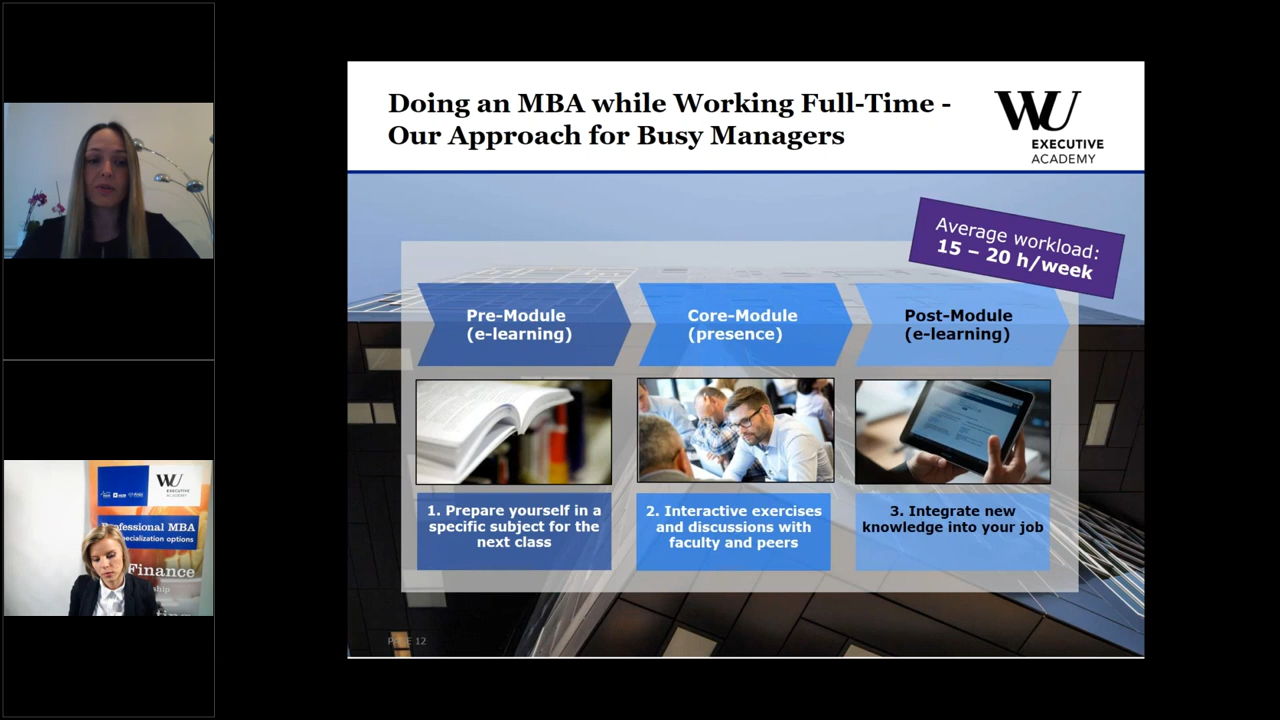 Doing an MBA while Working Full-Time -
Our Approach for Busy Managers
WU
EXECUTIVE
ACADEMY
Average workload:
15 – 20 h/week
Pre-Module
(e-learning)
Core-Module
(presence)
Post-Module
(e-learning)
1. Prepare yourself in a
specific subject for the
next class
2. Interactive exercises
and discussions with
faculty and peers
3. Integrate new
knowledge into your job
12
WU
EXECUTIVE
ACADEMY
Professional MBA
specialization options
Finance